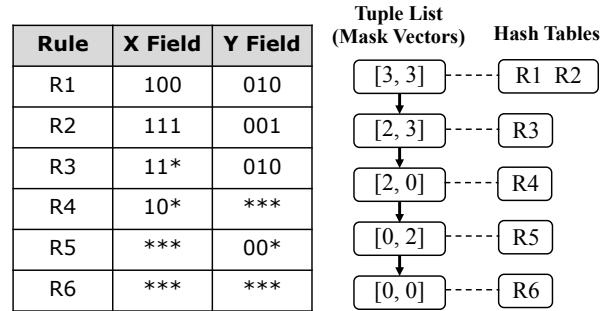 Rule X Field Y Field
R1 100 010
R2 111 001
R3 11* 010
R4 10* ***
R5 *** 00*
R6 *** ***
Tuple List
(Mask Vectors)
Hash Tables
[3, 3] R1 R2
[2, 3] R3
[2, 0] R4
[0, 2] R5
[0, 0] R6